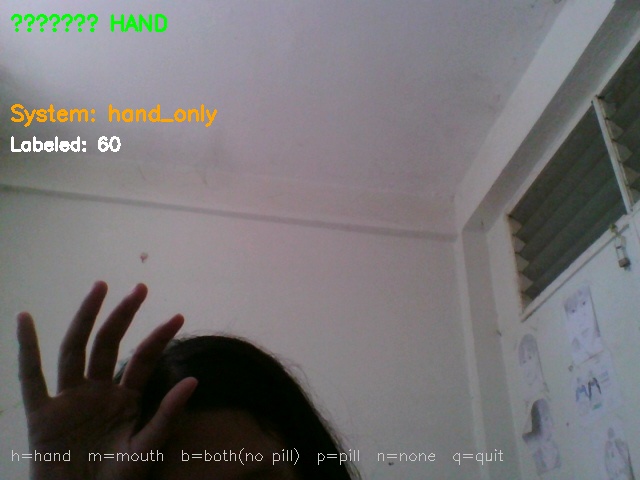 ??????? HAND
System: hand_only
Labeled: 60
h=hand m=mouth b=both(no pill) p=pill n=none q=quit